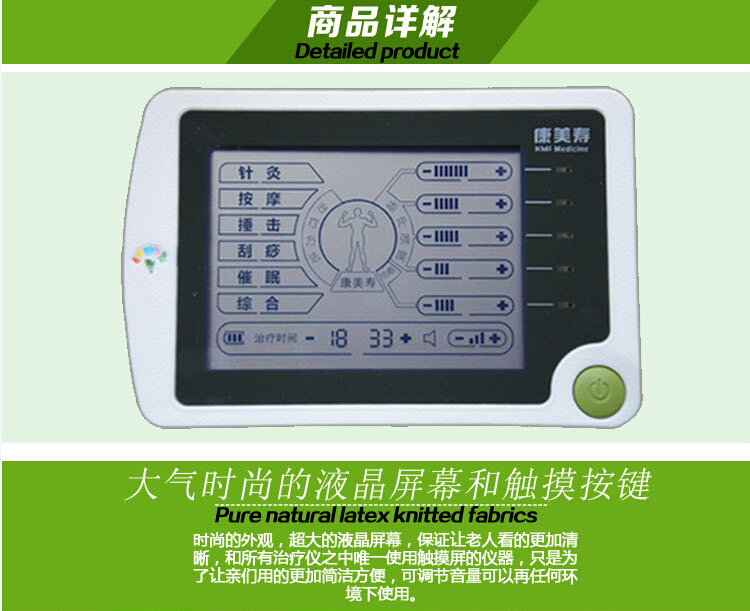 商品详解
Detailed product
康美寿
KMS Medicine
针灸
按摩
捶击
刮痧
催眠
综合
康美寿
治疗时间 - 18 33 +
大气时尚的液晶屏幕和触摸按键
Pure natural latex knitted fabrics
时尚的外观，超大的液晶屏幕，保证让老人看的更加清
晰，和所有治疗仪之中唯一使用触摸屏的仪器，只是为
了让亲们用的更加简洁方便，可调节音量可以再任何环
境下使用。